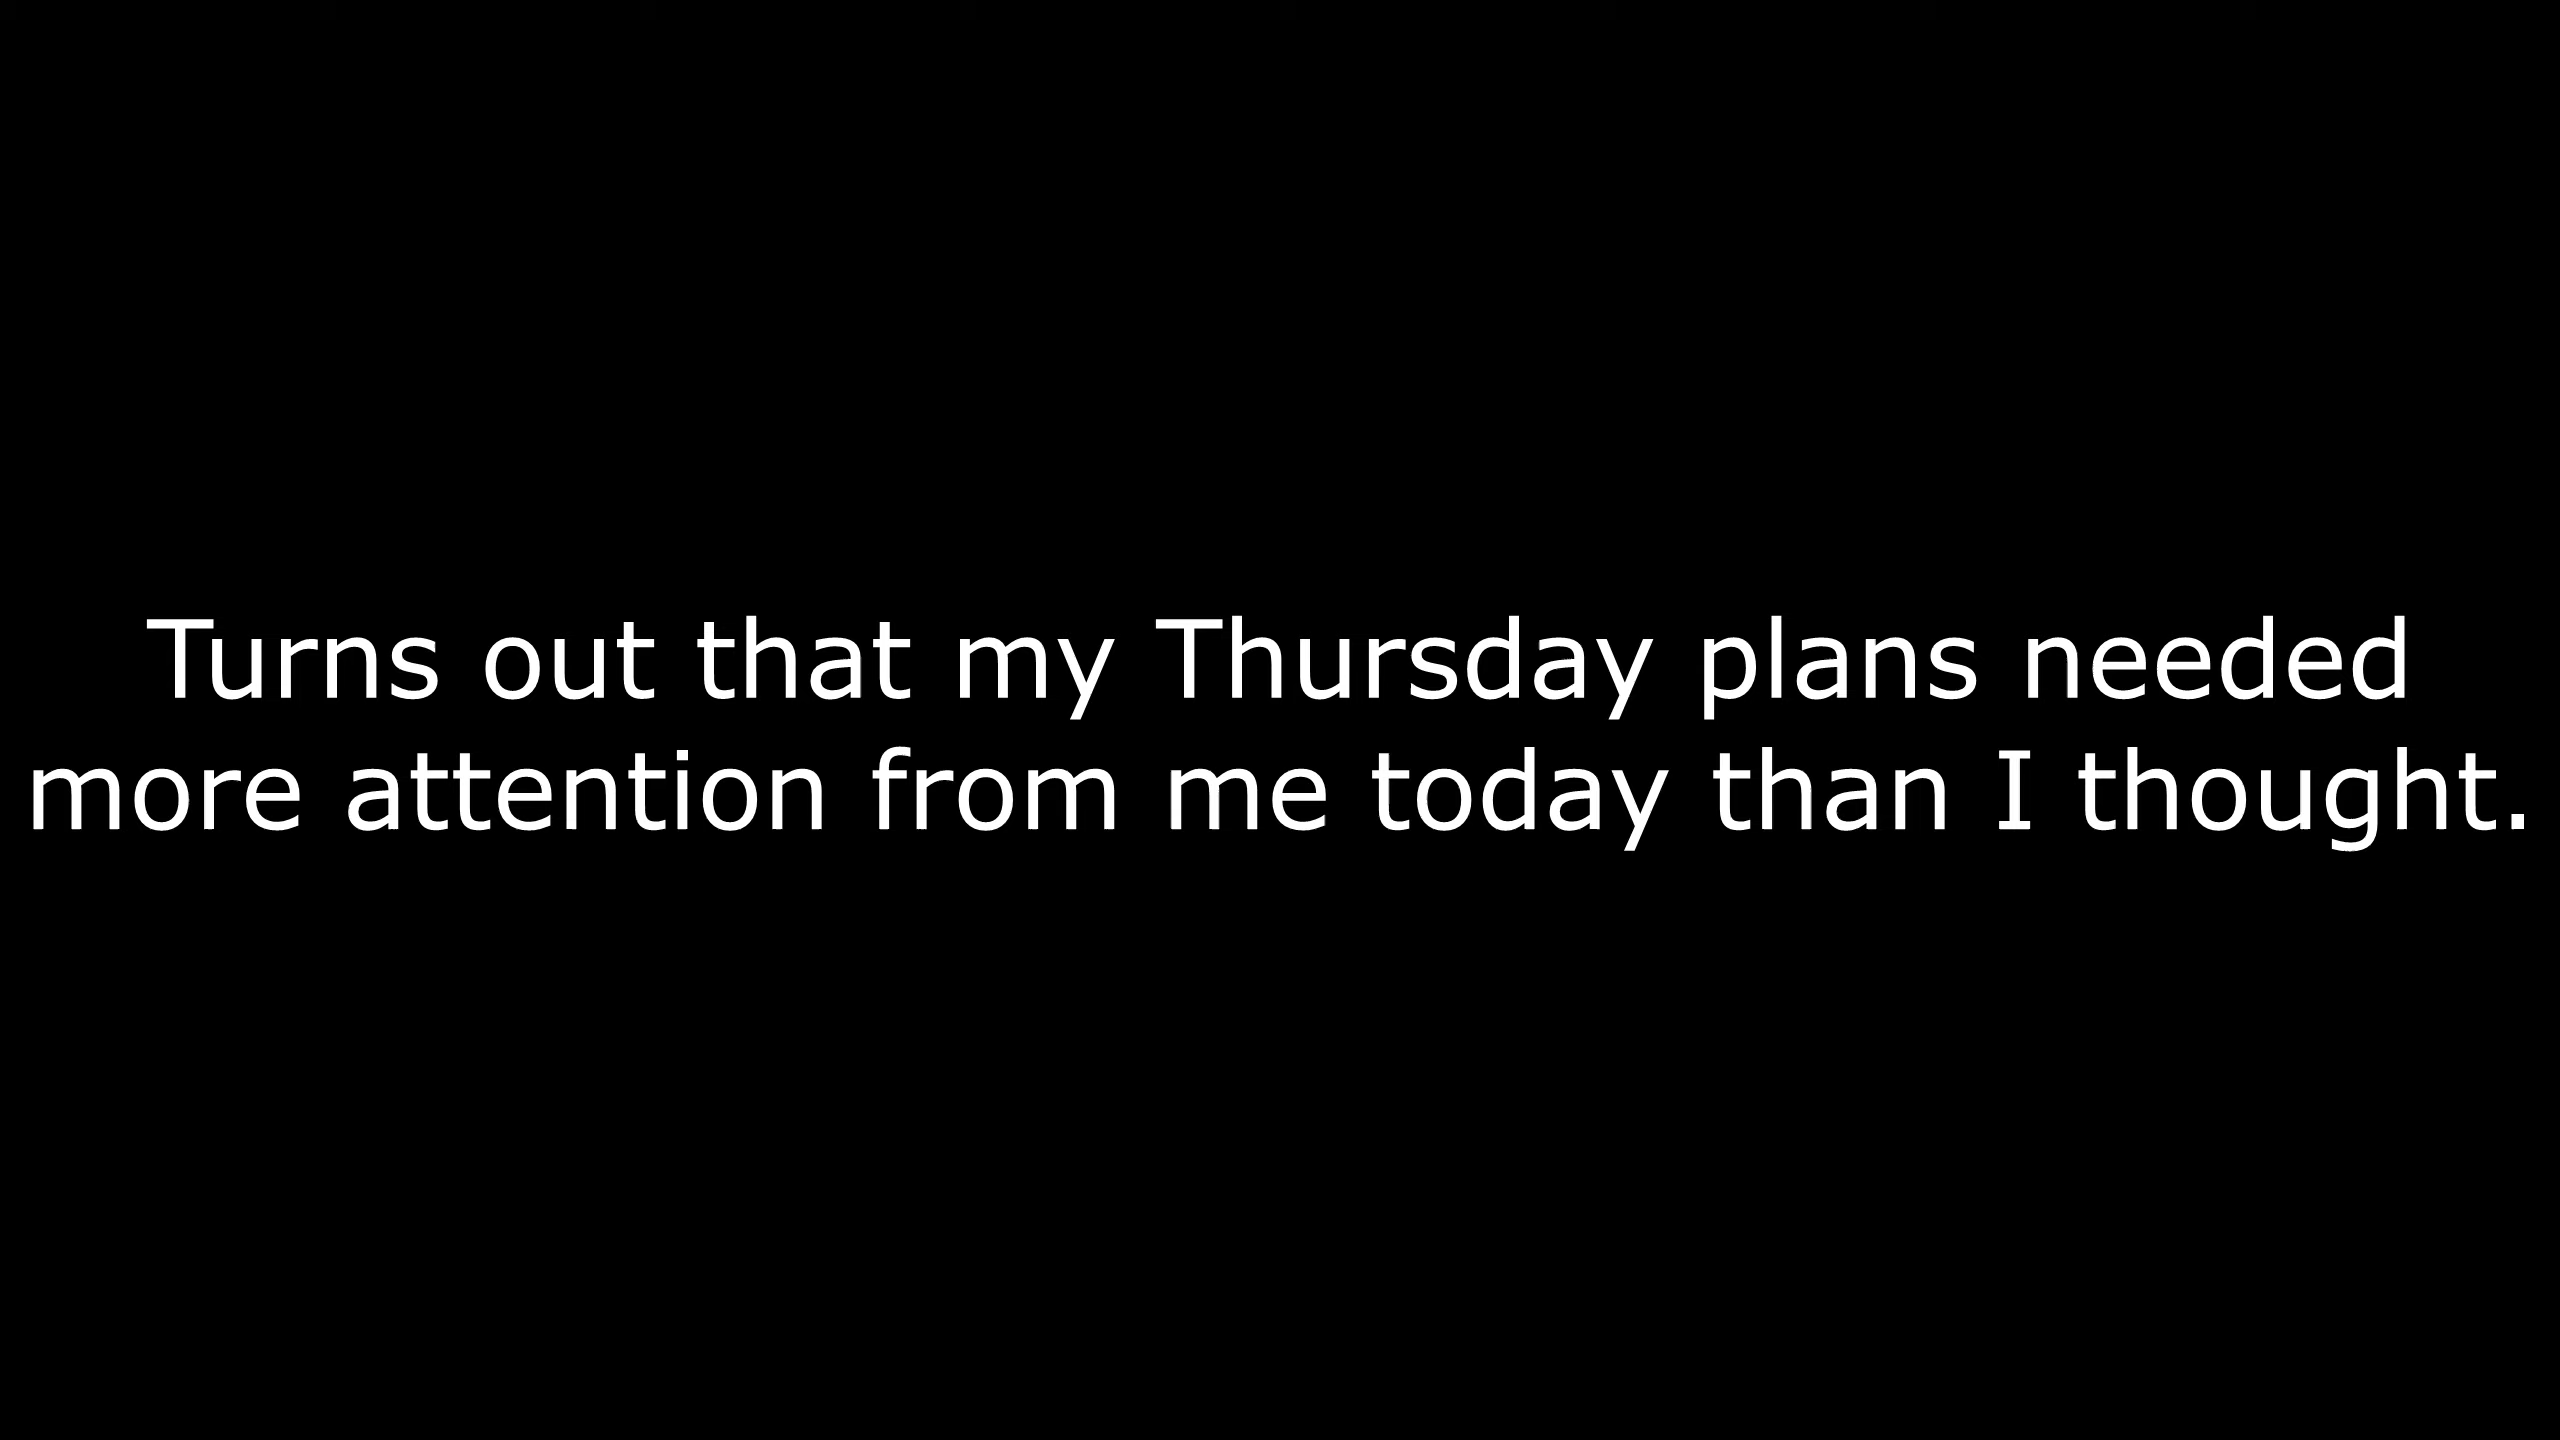 Turns out that my Thursday plans needed
more attention from me today than I thought.